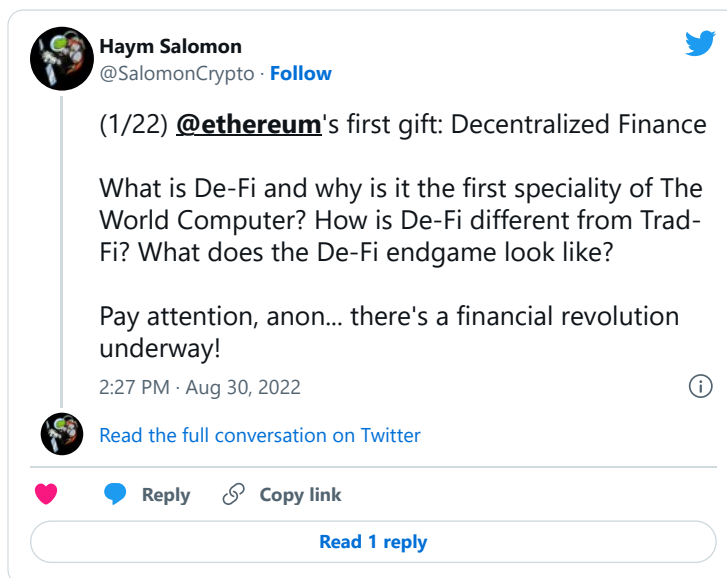 Haym Salomon
@SalomonCrypto · Follow
(1/22) @ethereum's first gift: Decentralized Finance
What is De-Fi and why is it the first speciality of The
World Computer? How is De-Fi different from Trad-
Fi? What does the De-Fi endgame look like?
Pay attention, anon... there's a financial revolution
underway!
2:27 PM · Aug 30, 2022
Read the full conversation on Twitter
Reply Copy link
Read 1 reply